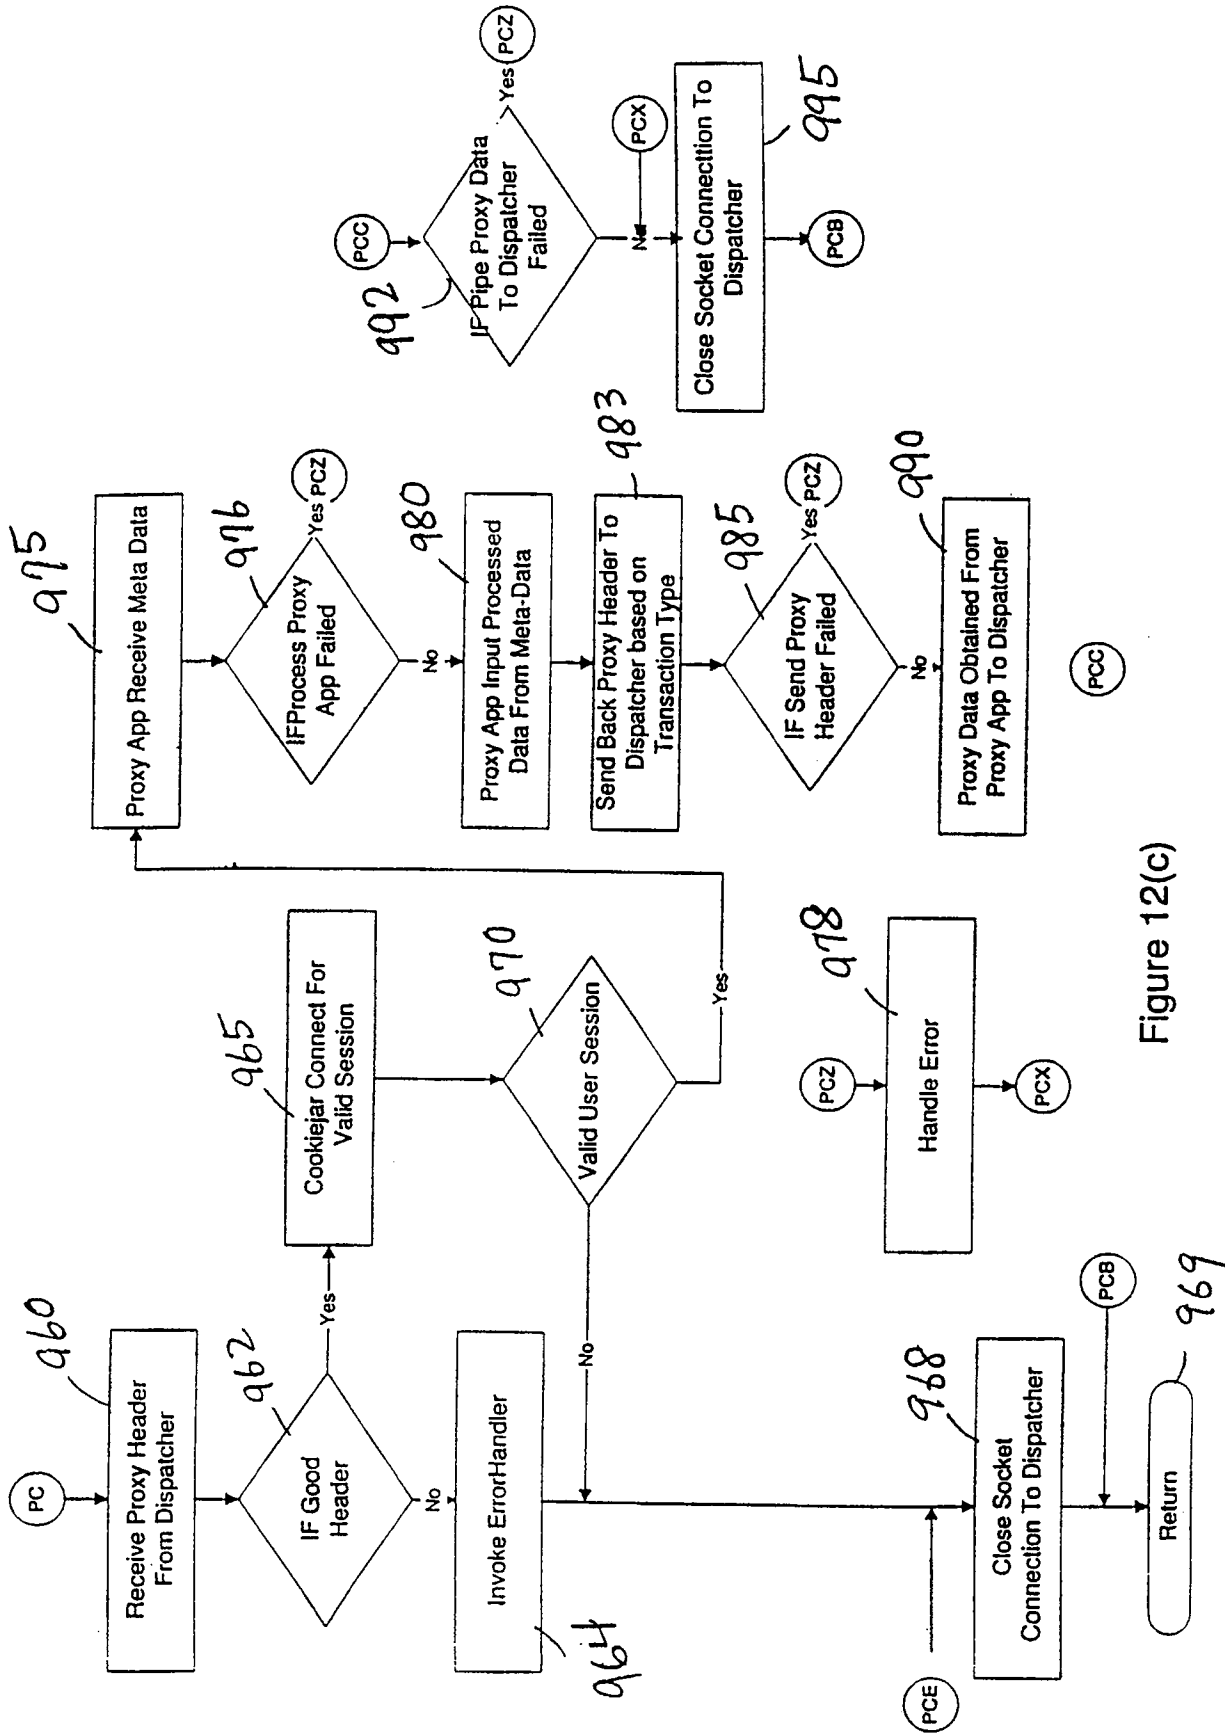 PC
960
Receive Proxy Header
From Dispatcher
962
IF Good
Header
Yes
No
Invoke ErrorHandler
964
965
Cookiejar Connect For
Valid Session
970
Valid User Session
No
Yes
PCE
968
Close Socket
Connection To Dispatcher
PCB
Return
969
PCZ
978
Handle Error
PCX
975
Proxy App Receive Meta Data
976
IFProcess Proxy
App Failed
Yes
PCZ
No
980
Proxy App Input Processed
Data From Meta-Data
983
Send Back Proxy Header To
Dispatcher based on
Transaction Type
985
IF Send Proxy
Header Failed
Yes
PCZ
No
990
Proxy Data Obtained From
Proxy App To Dispatcher
PCC
PCC
992
IF Pipe Proxy Data
To Dispatcher
Failed
Yes
PCZ
No
PCX
Close Socket Connecttion To
Dispatcher
995
PCB
Figure 12(c)